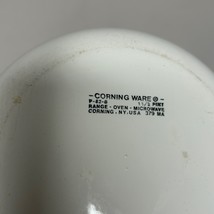 -CORNING WARE®-
P-43-B 1 1/2 PINT
RANGE-OVEN-MICROWAVE
CORNING, NY. USA 379 MA